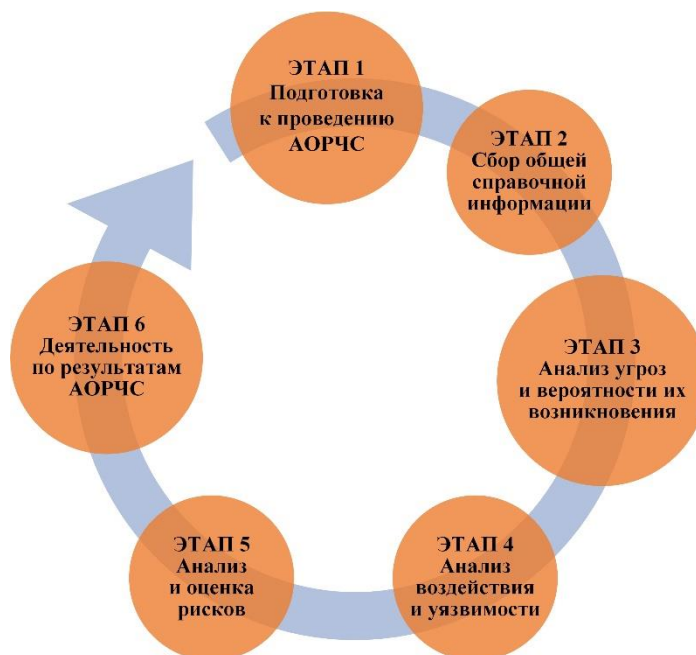 ЭТАП 1
Подготовка
к проведению
АОРЧС
ЭТАП 2
Сбор общей
справочной
информации
ЭТАП 3
Анализ угроз
и вероятности их
возникновения
ЭТАП 4
Анализ
воздействия
и уязвимости
ЭТАП 5
Анализ
и оценка
рисков
ЭТАП 6
Деятельность
по результатам
АОРЧС